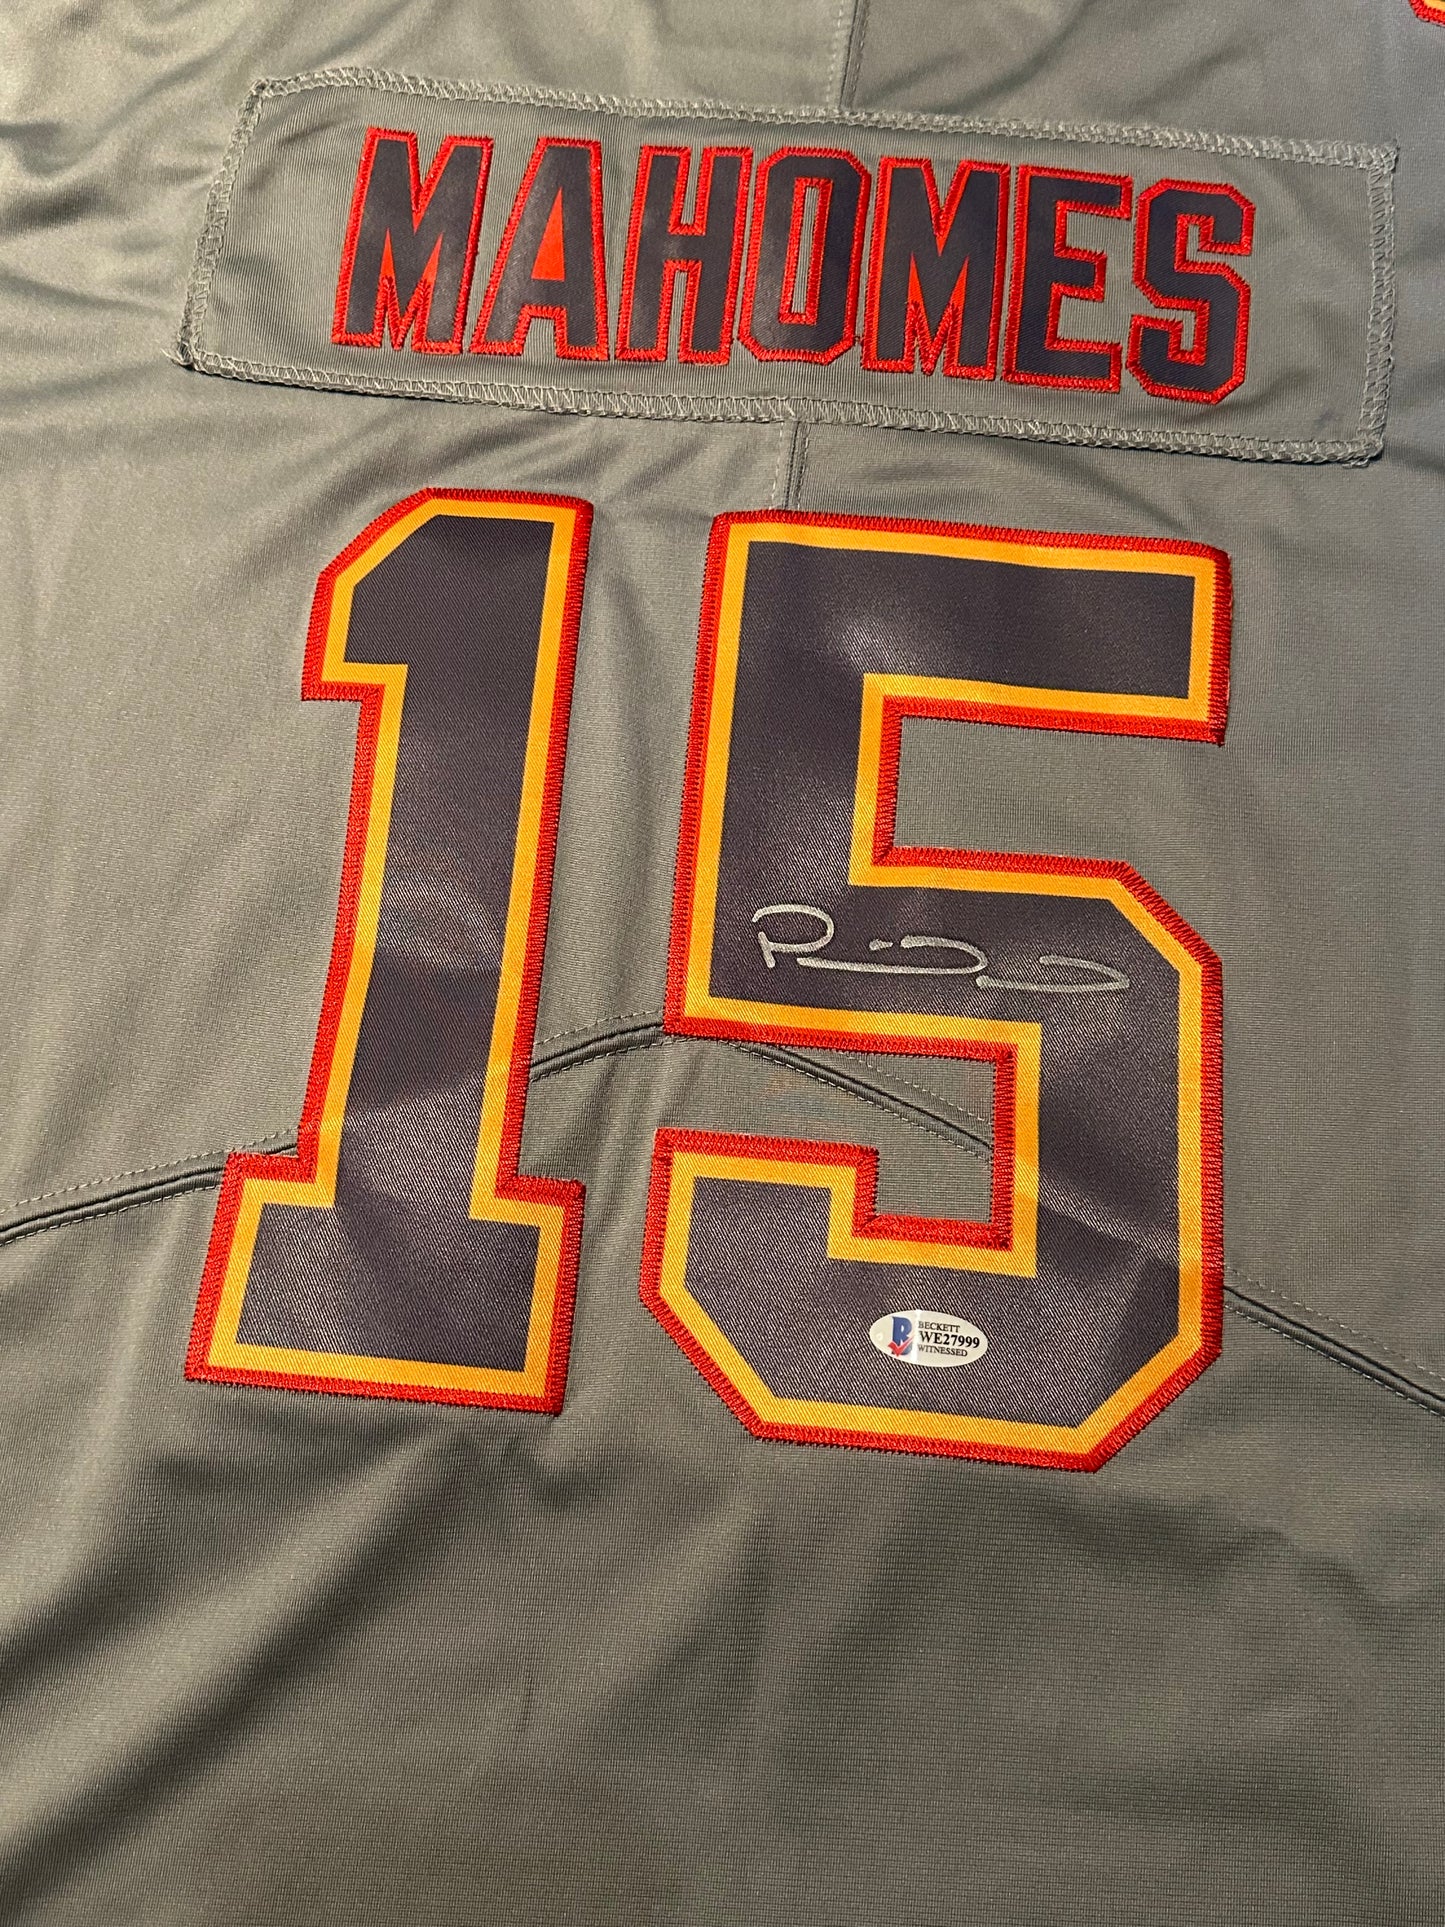 MAHOMES
15
BECKETT
WE27999
WITNESSED